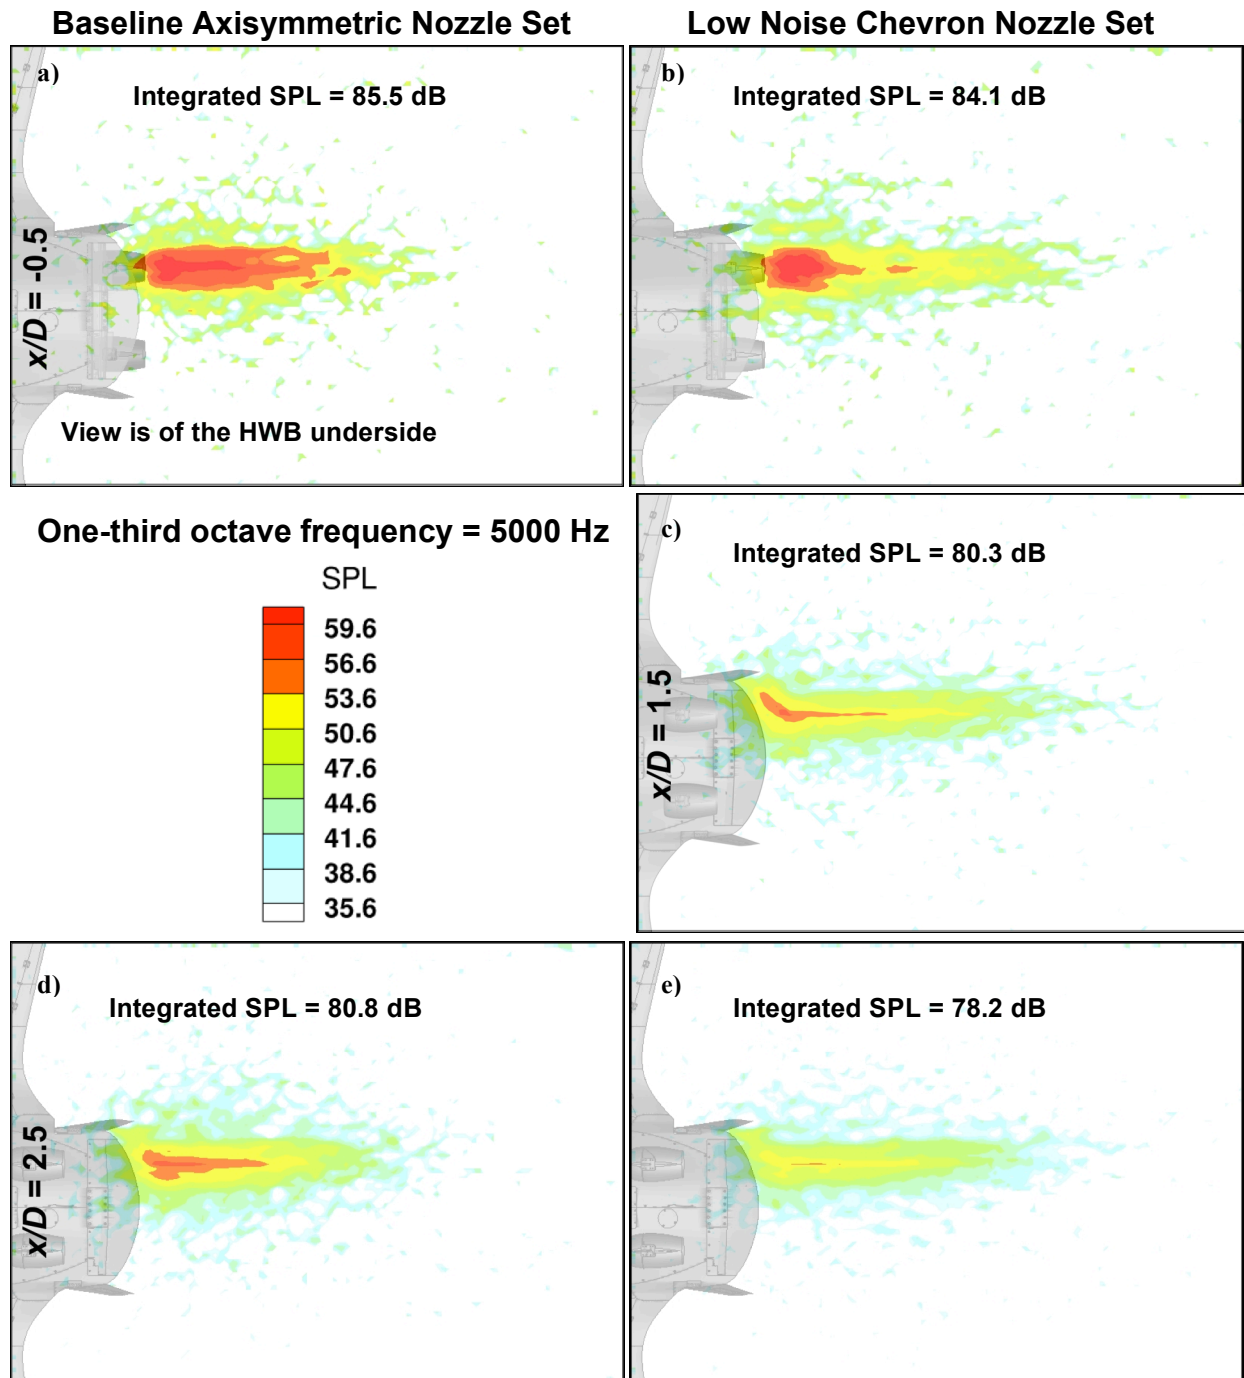 Baseline Axisymmetric Nozzle Set
Low Noise Chevron Nozzle Set
a)
Integrated SPL = 85.5 dB
x/D = -0.5
View is of the HWB underside
b)
Integrated SPL = 84.1 dB
One-third octave frequency = 5000 Hz
SPL
59.6
56.6
53.6
50.6
47.6
44.6
41.6
38.6
35.6
c)
Integrated SPL = 80.3 dB
x/D = 1.5
d)
Integrated SPL = 80.8 dB
x/D = 2.5
e)
Integrated SPL = 78.2 dB